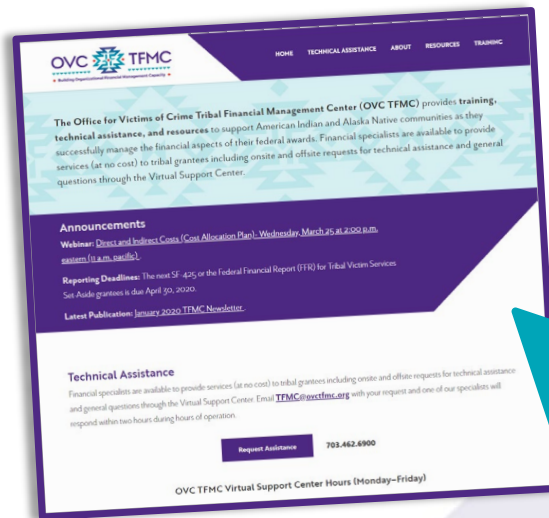 OVC TFMC
Building Organizational Financial Management Capacity
HOME TECHNICAL ASSISTANCE ABOUT RESOURCES TRAINING
The Office for Victims of Crime Tribal Financial Management Center (OVC TFMC) provides training,
technical assistance, and resources to support American Indian and Alaska Native communities as they
successfully manage the financial aspects of their federal awards. Financial specialists are available to provide
services (at no cost) to tribal grantees including onsite and offsite requests for technical assistance and general
questions through the Virtual Support Center.
Announcements
Webinar: Direct and Indirect Costs (Cost Allocation Plan)- Wednesday, March 25 at 2:00 p.m.
eastern (11 a.m. pacific).
Reporting Deadlines: The next SF-425 or the Federal Financial Report (FFR) for Tribal Victim Services
Set-Aside grantees is due April 30, 2020.
Latest Publication: January 2020 TFMC Newsletter.
Technical Assistance
Financial specialists are available to provide services (at no cost) to tribal grantees including onsite and offsite requests for technical assistance
and general questions through the Virtual Support Center. Email TFMC@ovctfmc.org with your request and one of our specialists will
respond within two hours during hours of operation.
Request Assistance 703.462.6900
OVC TFMC Virtual Support Center Hours (Monday–Friday)